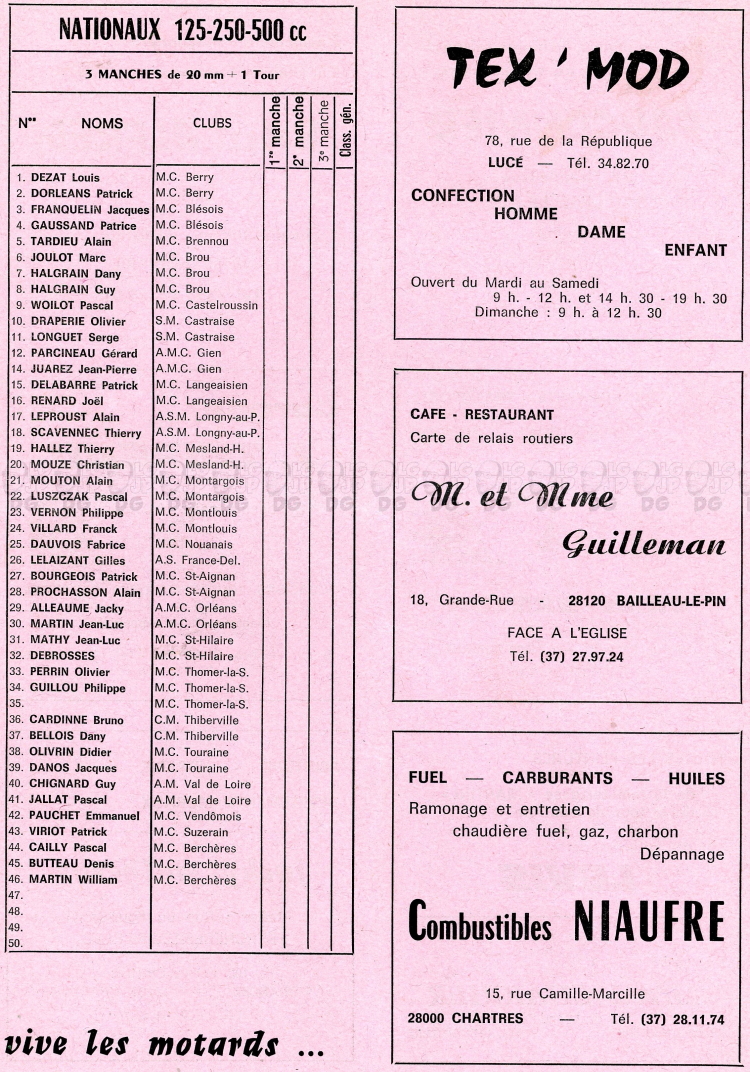 NATIONAUX 125-250-500 cc
3 MANCHES de 20 mm + 1 Tour
Nos NOMS CLUBS 1re manche 2e manche 3e manche Class. gén.
1. DEZAT Louis M.C. Berry
2. DORLEANS Patrick M.C. Berry
3. FRANQUELIN Jacques M.C. Blésois
4. GAUSSAND Patrice M.C. Blésois
5. TARDIEU Alain M.C. Brennou
6. JOULOT Marc M.C. Brou
7. HALGRAIN Dany M.C. Brou
8. HALGRAIN Guy M.C. Brou
9. WOILOT Pascal M.C. Castelroussin
10. DRAPERIE Olivier S.M. Castraise
11. LONGUET Serge S.M. Castraise
12. PARCINEAU Gérard A.M.C. Gien
14. JUAREZ Jean-Pierre A.M.C. Gien
15. DELABARRE Patrick M.C. Langeaisien
16. RENARD Joël M.C. Langeaisien
17. LEPROUST Alain A.S.M. Longny-au-P.
18. SCAVENNEC Thierry A.S.M. Longny-au-P.
19. HALLEZ Thierry M.C. Mesland-H.
20. MOUZE Christian M.C. Mesland-H.
21. MOUTON Alain M.C. Montargois
22. LUSZCZAK Pascal M.C. Montargois
23. VERNON Philippe M.C. Montlouis
24. VILLARD Franck M.C. Montlouis
25. DAUVOIS Fabrice M.C. Nouanais
26. LELAIZANT Gilles A.S. France-Del.
27. BOURGEOIS Patrick M.C. St-Aignan
28. PROCHASSON Alain M.C. St-Aignan
29. ALLEAUME Jacky A.M.C. Orléans
30. MARTIN Jean-Luc A.M.C. Orléans
31. MATHY Jean-Luc M.C. St-Hilaire
32. DEBROSSES M.C. St-Hilaire
33. PERRIN Olivier M.C. Thomer-la-S.
34. GUILLOU Philippe M.C. Thomer-la-S.
35. M.C. Thomer-la-S.
36. CARDINNE Bruno C.M. Thiberville
37. BELLOIS Dany C.M. Thiberville
38. OLIVRIN Didier M.C. Touraine
39. DANOS Jacques M.C. Touraine
40. CHIGNARD Guy A.M. Val de Loire
41. JALLAT Pascal A.M. Val de Loire
42. PAUCHET Emmanuel M.C. Vendômois
43. VIRIOT Patrick M.C. Suzerain
44. CAILLY Pascal M.C. Berchères
45. BUTTEAU Denis M.C. Berchères
46. MARTIN William M.C. Berchères
47.
48.
49.
50.
vive les motards ...
TEX ' MOD
78, rue de la République
LUCÉ — Tél. 34.82.70
CONFECTION
HOMME
DAME
ENFANT
Ouvert du Mardi au Samedi
9 h. - 12 h. et 14 h. 30 - 19 h. 30
Dimanche : 9 h. à 12 h. 30
CAFE - RESTAURANT
Carte de relais routiers
M. et Mme
Guilleman
18, Grande-Rue - 28120 BAILLEAU-LE-PIN
FACE A L'EGLISE
Tél. (37) 27.97.24
FUEL — CARBURANTS — HUILES
Ramonage et entretien
chaudière fuel, gaz, charbon
Dépannage
Combustibles NIAUFRE
15, rue Camille-Marcille
28000 CHARTRES — Tél. (37) 28.11.74